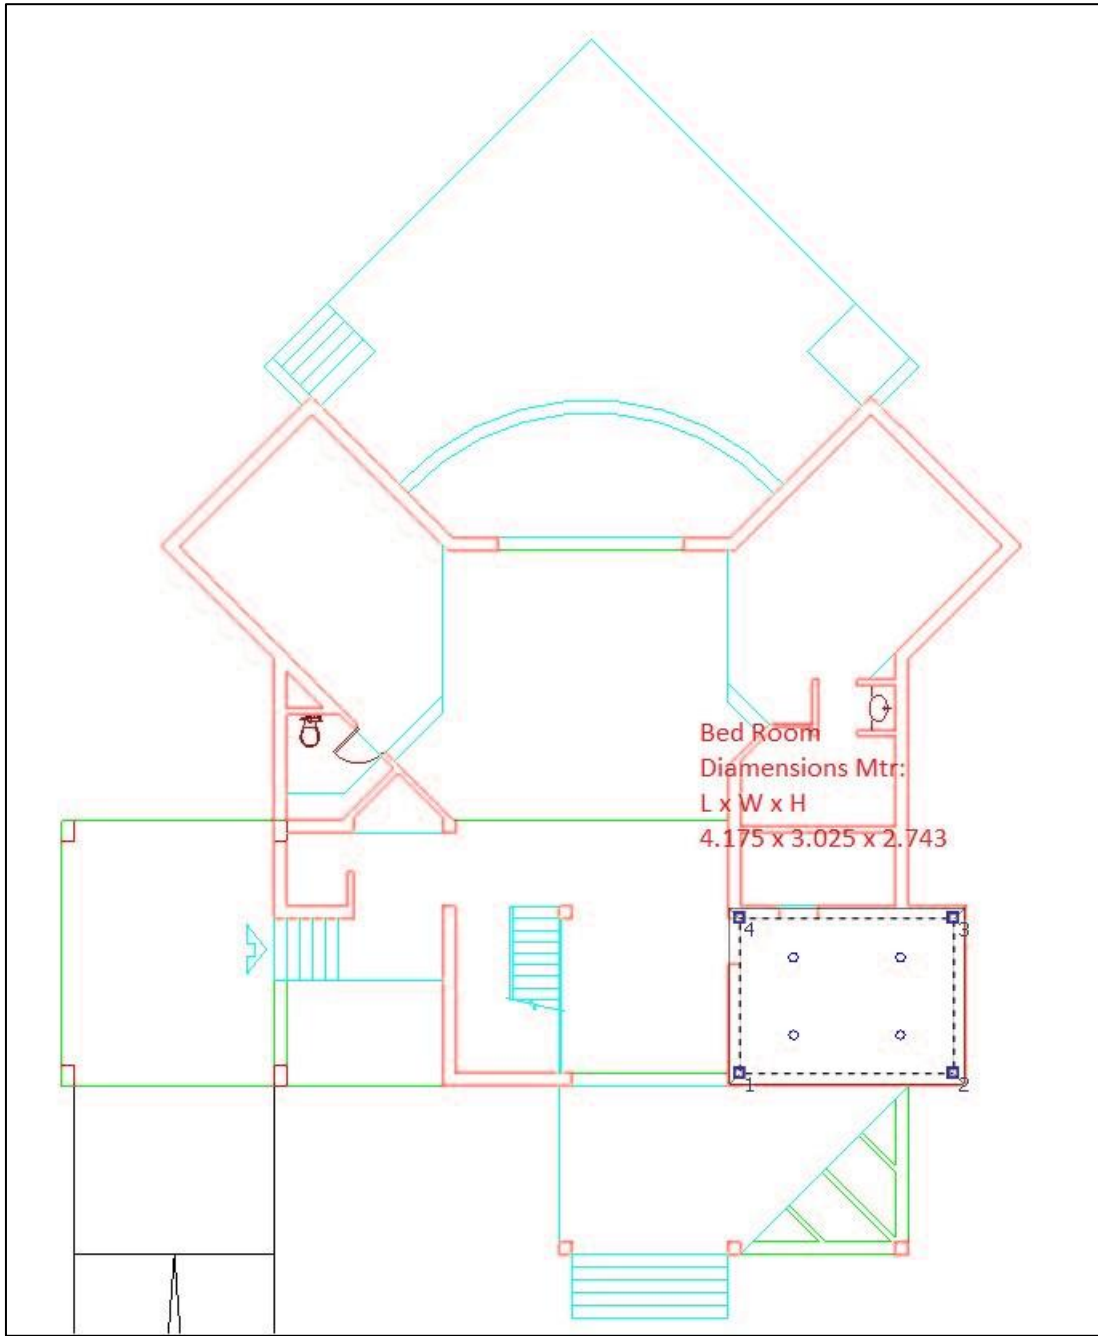 Bed Room
Diamensions Mtr:
L x W x H
4.175 x 3.025 x 2.743
4
3
1
2